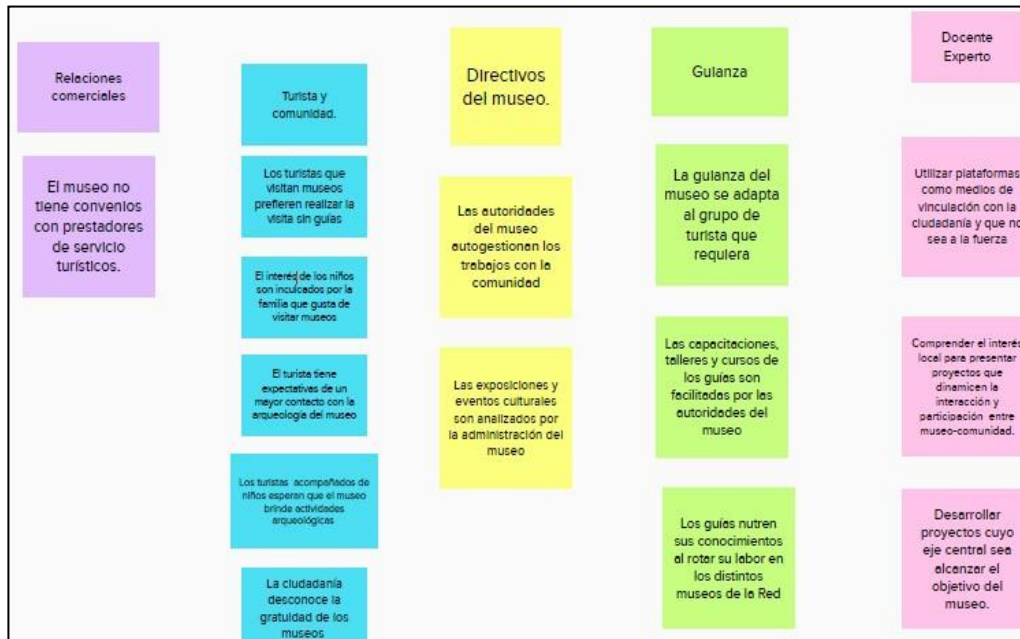 Relaciones
comerciales
El museo no
tiene convenios
con prestadores
de servicio
turísticos.
Turista y
comunidad.
Los turistas que
visitan museos
prefieren realizar la
visita sin guías
El interés de los niños
son inculcados por la
familia que gusta de
visitar museos
El turista tiene
expectativas de un
mayor contacto con la
arqueología del museo
Los turistas acompañados de
niños esperan que el museo
brinde actividades
arqueológicas
La ciudadanía
desconoce la
gratuidad de los
museos
Directivos
del museo.
Las autoridades
del museo
autogestionan los
trabajos con la
comunidad
Las exposiciones y
eventos culturales
son analizados por
la administración del
museo
Guianza
La guianza del
museo se adapta
al grupo de
turista que
requiera
Las capacitaciones,
talleres y cursos de
los guías son
facilitadas por las
autoridades del
museo
Los guías nutren
sus conocimientos
al rotar su labor en
los distintos
museos de la Red
Docente
Experto
Utilizar plataformas
como medios de
vinculación con la
ciudadanía y que no
sea a la fuerza
Comprender el interés
local para presentar
proyectos que
dinamicen la
interacción y
participación entre
museo-comunidad.
Desarrollar
proyectos cuyo
eje central sea
alcanzar el
objetivo del
museo.